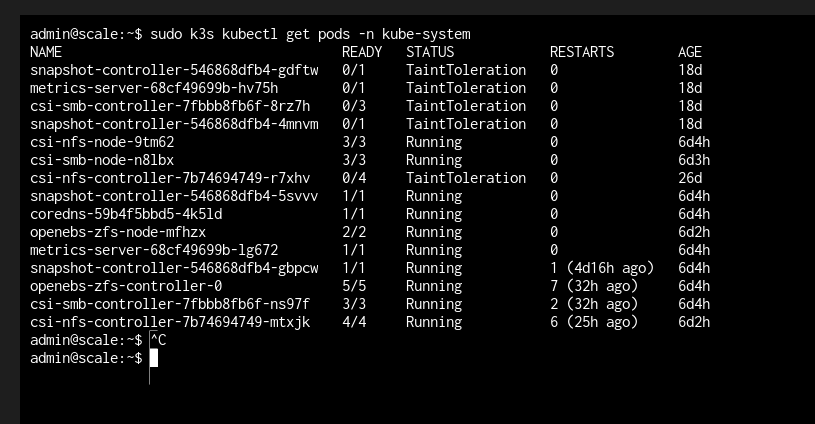 admin@scale:~$ sudo k3s kubectl get pods -n kube-system
NAME READY STATUS RESTARTS AGE
snapshot-controller-546868dfb4-gdftw 0/1 TaintToleration 0 18d
metrics-server-68cf49699b-hv75h 0/1 TaintToleration 0 18d
csi-smb-controller-7fbbb8fb6f-8rz7h 0/3 TaintToleration 0 18d
snapshot-controller-546868dfb4-4mnvm 0/1 TaintToleration 0 18d
csi-nfs-node-9tm62 3/3 Running 0 6d4h
csi-smb-node-n8lbx 3/3 Running 0 6d3h
csi-nfs-controller-7b74694749-r7xhv 0/4 TaintToleration 0 26d
snapshot-controller-546868dfb4-5svvv 1/1 Running 0 6d4h
coredns-59b4f5bbd5-4k5ld 1/1 Running 0 6d4h
openebs-zfs-node-mfhzx 2/2 Running 0 6d2h
metrics-server-68cf49699b-lg672 1/1 Running 0 6d4h
snapshot-controller-546868dfb4-gbpcw 1/1 Running 1 (4d16h ago) 6d4h
openebs-zfs-controller-0 5/5 Running 7 (32h ago) 6d4h
csi-smb-controller-7fbbb8fb6f-ns97f 3/3 Running 2 (32h ago) 6d4h
csi-nfs-controller-7b74694749-mtxjk 4/4 Running 6 (25h ago) 6d2h
admin@scale:~$ ^C
admin@scale:~$